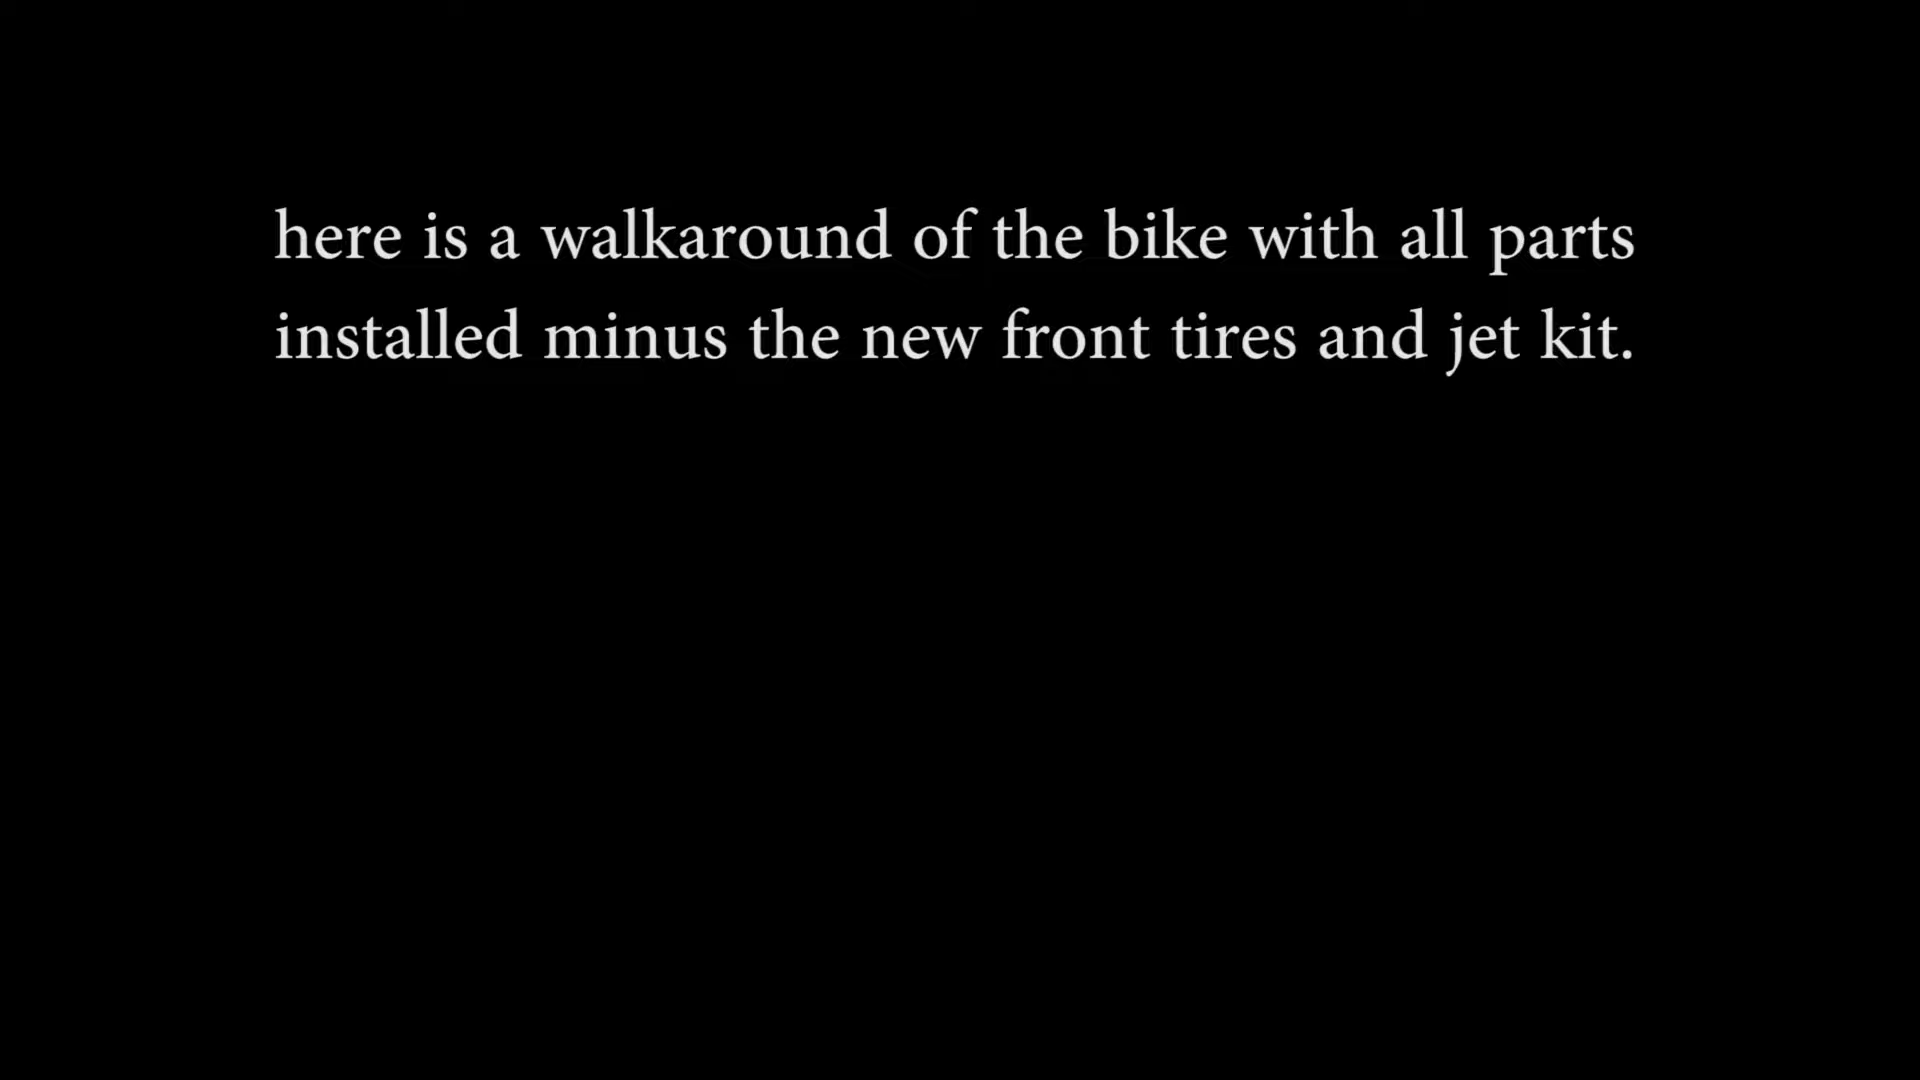 here is a walkaround of the bike with all parts
installed minus the new front tires and jet kit.